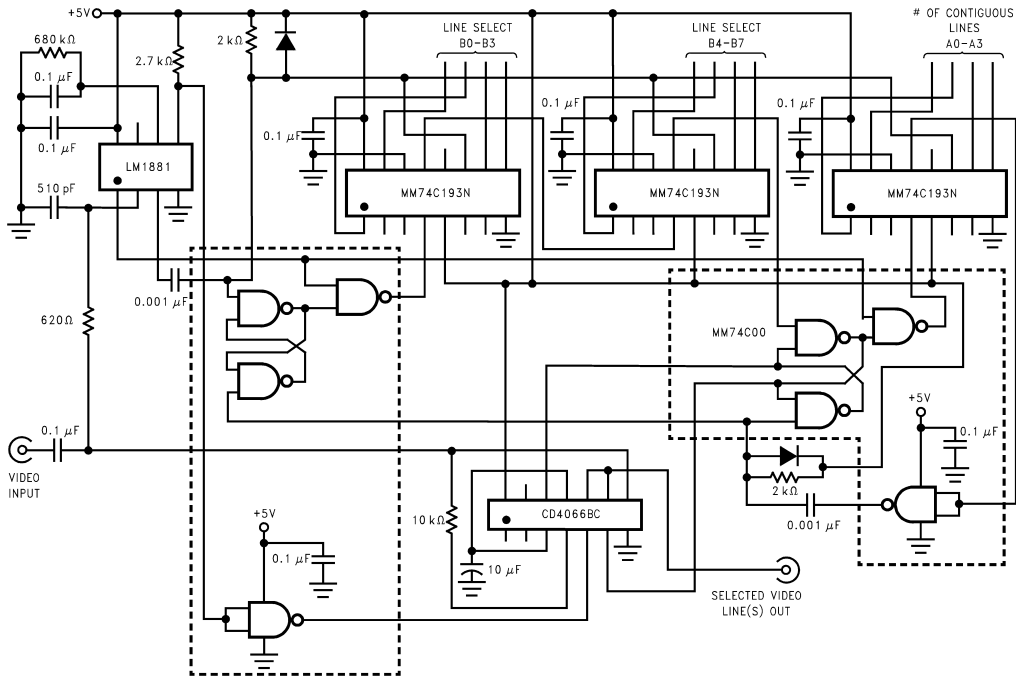 +5V
680 kΩ
2 kΩ
LINE SELECT
B0-B3
LINE SELECT
B4-B7
# OF CONTIGUOUS
LINES
A0-A3
2.7 kΩ
0.1 µF
0.1 µF
0.1 µF
0.1 µF
0.1 µF
LM1881
MM74C193N
MM74C193N
MM74C193N
510 pF
0.001 µF
620Ω
MM74C00
+5V
0.1 µF
0.1 µF
VIDEO
INPUT
2 kΩ
0.001 µF
10 kΩ
CD4066BC
+5V
0.1 µF
10 µF
SELECTED VIDEO
LINE(S) OUT